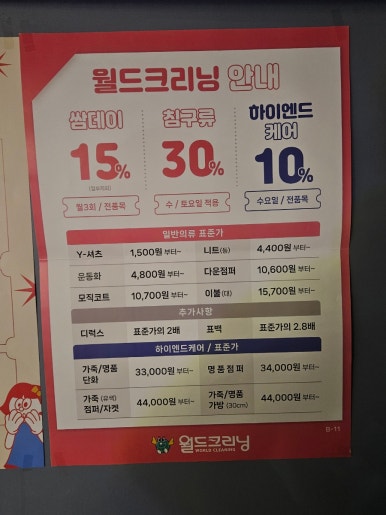 월드크리닝 안내
쌈데이
15%
월3회 / 전품목
침구류
30%
수 / 토요일 적용
하이엔드
케어
10%
수요일 / 전품목
일반의류 표준가
Y-셔츠 1,500원 부터~ 니트(동) 4,400원 부터~
운동화 4,800원 부터~ 다운점퍼 10,600원 부터~
모직코트 10,700원 부터~ 이불(대) 15,700원 부터~
추가사항
디럭스 표준가의 2배 표백 표준가의 2.8배
하이엔드케어 / 표준가
가죽/명품 단화 33,000원 부터~ 명품점퍼 34,000원 부터~
가죽 (유색) 점퍼/자켓 44,000원 부터~ 가죽/명품 가방 (30cm) 44,000원 부터~
월드크리닝
WORLD CLEANING
B-11